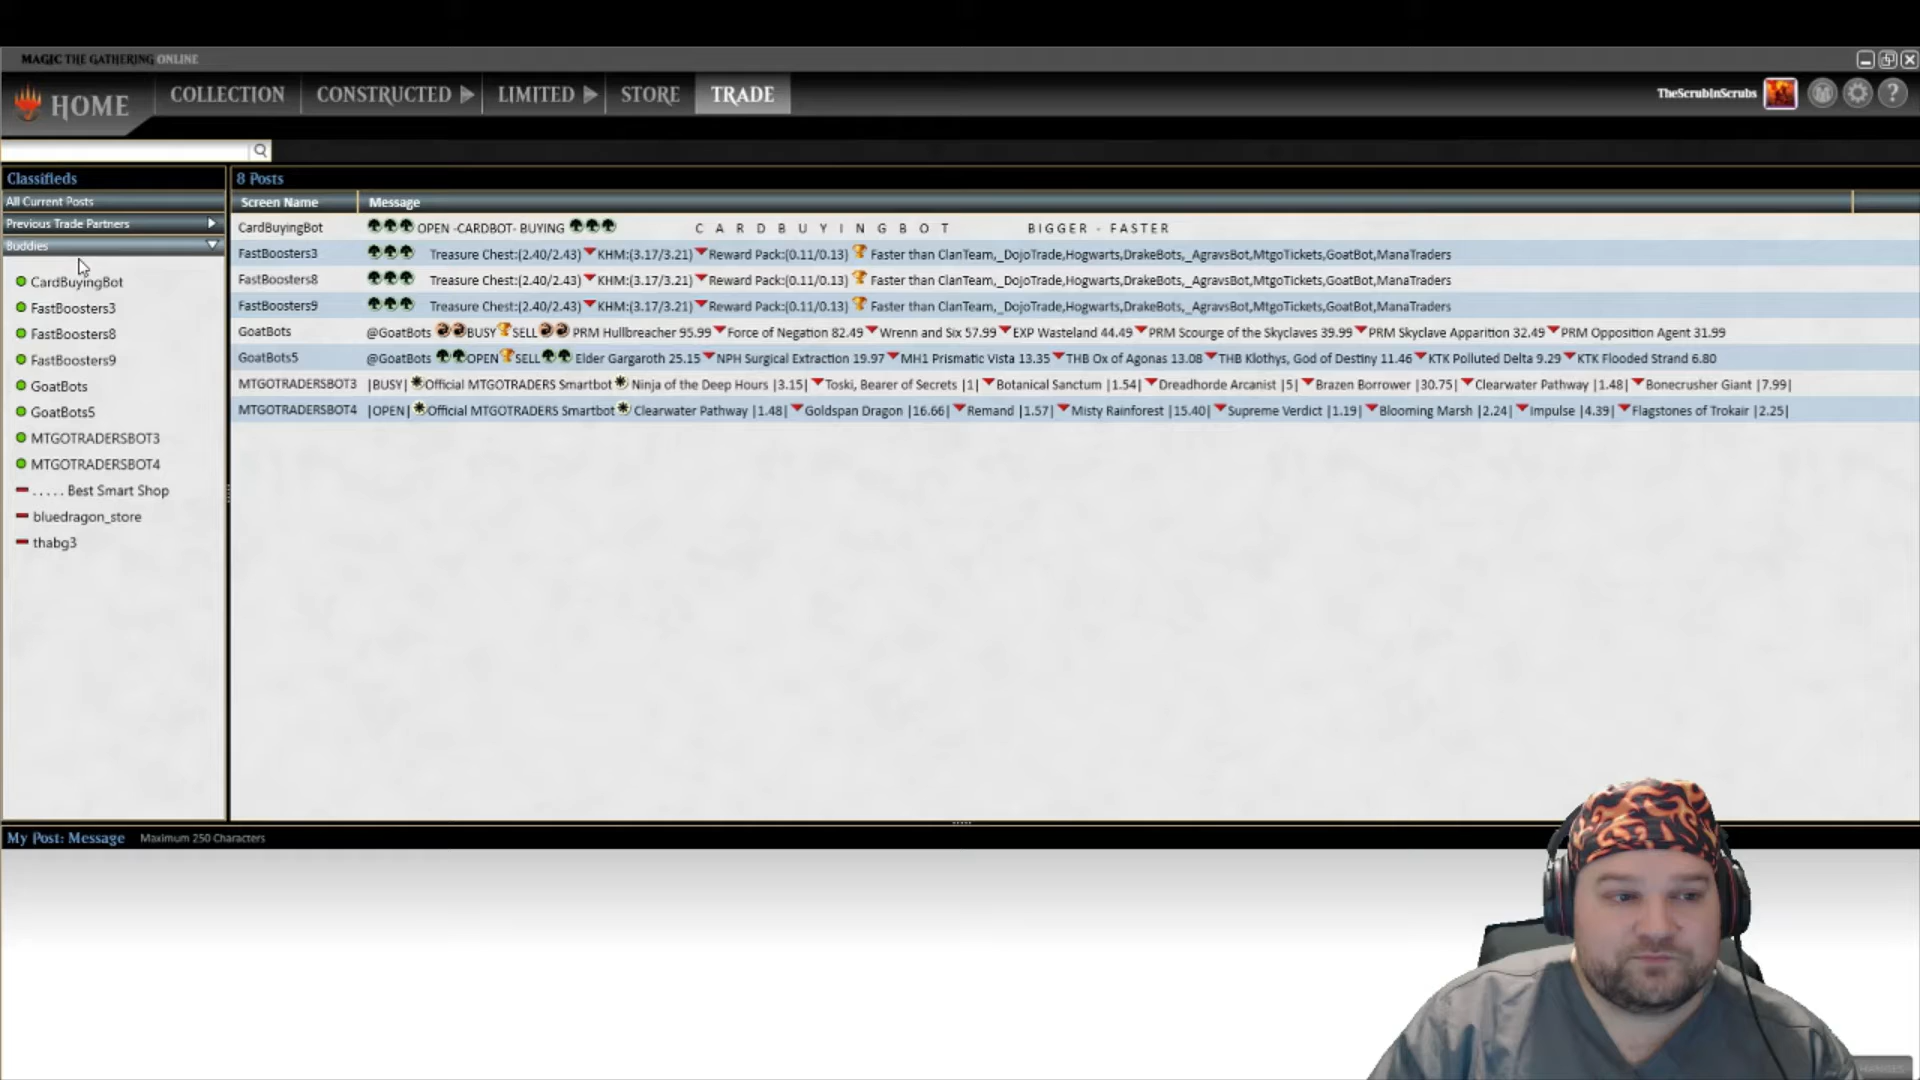 MAGIC THE GATHERING ONLINE
HOME
COLLECTION
CONSTRUCTED
LIMITED
STORE
TRADE
TheScrubInScrubs
Classifieds
8 Posts
All Current Posts
Screen Name
Message
Previous Trade Partners
Buddies
CardBuyingBot OPEN -CARDBOT- BUYING C A R D B U Y I N G B O T B I G G E R - F A S T E R
FastBoosters3 Treasure Chest:(2.40/2.43) KHM:(3.17/3.21) Reward Pack:(0.11/0.13) Faster than ClanTeam,_DojoTrade,Hogwarts,DrakeBots,_AgravsBot,MtgoTickets,GoatBot,ManaTraders
FastBoosters8 Treasure Chest:(2.40/2.43) KHM:(3.17/3.21) Reward Pack:(0.11/0.13) Faster than ClanTeam,_DojoTrade,Hogwarts,DrakeBots,_AgravsBot,MtgoTickets,GoatBot,ManaTraders
FastBoosters9 Treasure Chest:(2.40/2.43) KHM:(3.17/3.21) Reward Pack:(0.11/0.13) Faster than ClanTeam,_DojoTrade,Hogwarts,DrakeBots,_AgravsBot,MtgoTickets,GoatBot,ManaTraders
GoatBots @GoatBots BUSY SELL PRM Hullbreacher 95.99 Force of Negation 82.49 Wrenn and Six 57.99 EXP Wasteland 44.49 PRM Scourge of the Skyclaves 39.99 PRM Skyclave Apparition 32.49 PRM Opposition Agent 31.99
GoatBots5 @GoatBots OPEN SELL Elder Gargaroth 25.15 NPH Surgical Extraction 19.97 MH1 Prismatic Vista 13.35 THB Ox of Agonas 13.08 THB Klothys, God of Destiny 11.46 KTK Polluted Delta 9.29 KTK Flooded Strand 6.80
MTGOTRADERSBOT3 |BUSY| Official MTGOTRADERS Smartbot Ninja of the Deep Hours |3.15| Toski, Bearer of Secrets |1| Botanical Sanctum |1.54| Dreadhorde Arcanist |5| Brazen Borrower |30.75| Clearwater Pathway |1.48| Bonecrusher Giant |7.99|
MTGOTRADERSBOT4 |OPEN| Official MTGOTRADERS Smartbot Clearwater Pathway |1.48| Goldspan Dragon |16.66| Remand |1.57| Misty Rainforest |15.40| Supreme Verdict |1.19| Blooming Marsh |2.24| Impulse |4.39| Flagstones of Trokair |2.25|
CardBuyingBot
FastBoosters3
FastBoosters8
FastBoosters9
GoatBots
GoatBots5
MTGOTRADERSBOT3
MTGOTRADERSBOT4
. . . . . Best Smart Shop
bluedragon_store
thabg3
My Post: Message Maximum 250 Characters